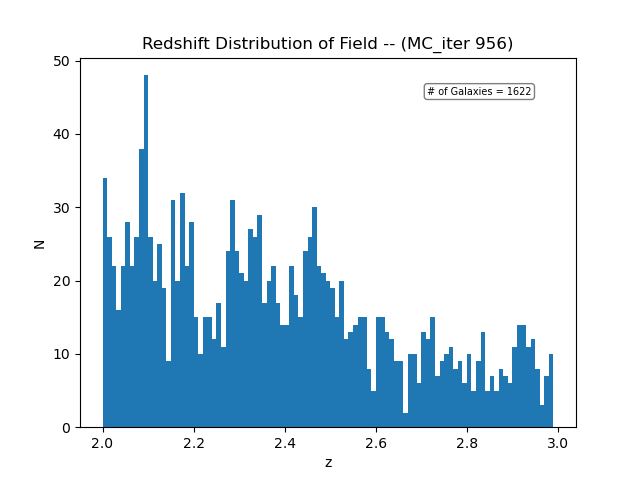 Redshift Distribution of Field -- (MC_iter 956)
# of Galaxies = 1622
50
40
30
20
10
0
N
2.0 2.2 2.4 2.6 2.8 3.0
z